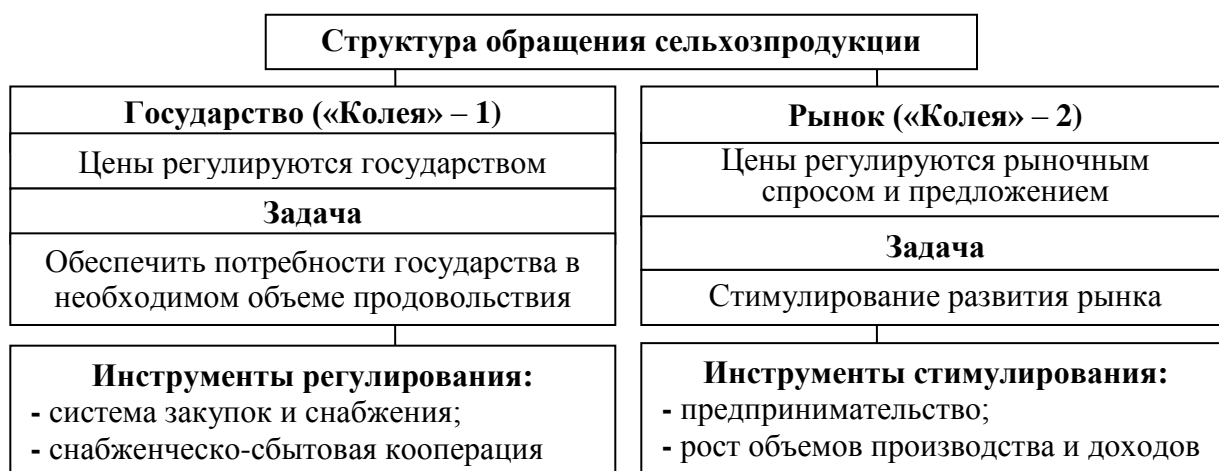 Структура обращения сельхозпродукции
Государство («Колея» – 1)
Цены регулируются государством
Задача
Обеспечить потребности государства в
необходимом объеме продовольствия
Инструменты регулирования:
- система закупок и снабжения;
- снабженческо-сбытовая кооперация
Рынок («Колея» – 2)
Цены регулируются рыночным
спросом и предложением
Задача
Стимулирование развития рынка
Инструменты стимулирования:
- предпринимательство;
- рост объемов производства и доходов